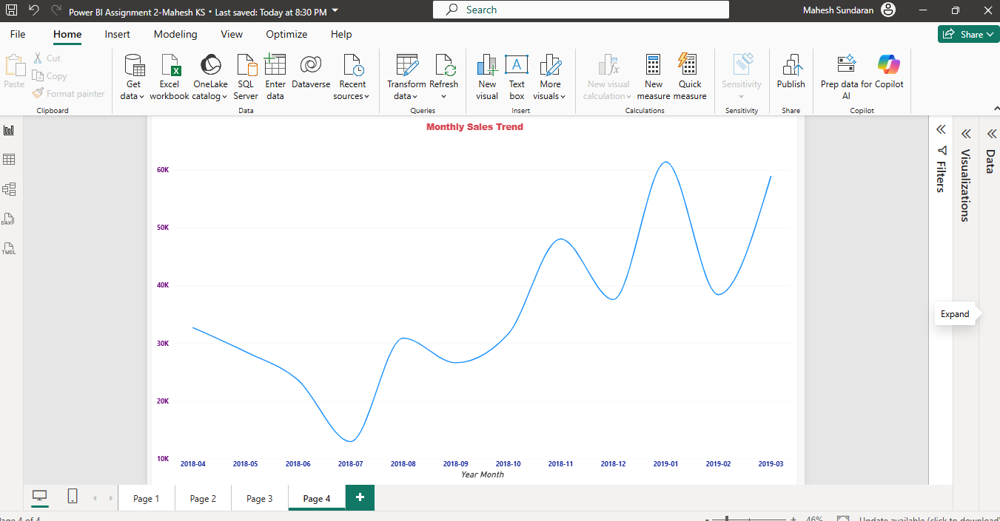 Power BI Assignment 2-Mahesh KS • Last saved: Today at 8:30 PM
Search
Mahesh Sundaran
File Home Insert Modeling View Optimize Help
Share
Paste
Cut
Copy
Format painter
Clipboard
Get data
Excel workbook
OneLake catalog
SQL Server
Enter data
Dataverse
Recent sources
Data
Transform data
Refresh
Queries
New visual
Text box
More visuals
Insert
New visual calculation
New measure
Quick measure
Calculations
Sensitivity
Sensitivity
Publish
Share
Prep data for AI
Copilot
Copilot
DAX
TMDL
Monthly Sales Trend
60K
50K
40K
30K
20K
10K
2018-04 2018-05 2018-06 2018-07 2018-08 2018-09 2018-10 2018-11 2018-12 2019-01 2019-02 2019-03
Year Month
Filters
Visualizations
Data
Expand
Page 1 Page 2 Page 3 Page 4 +
Page 4 of 4
- + 46% Update available (click to download)